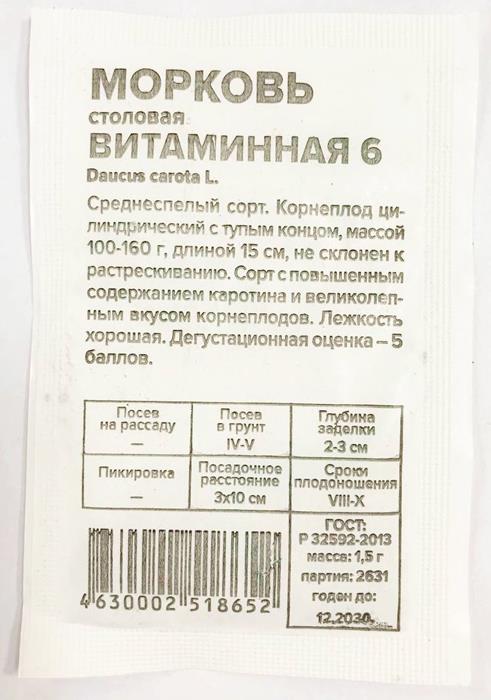 МОРКОВЬ
столовая
ВИТАМИННАЯ 6
Daucus carota L.
Среднеспелый сорт. Корнеплод ци-
линдрический с тупым концом, массой
100-160 г, длиной 15 см, не склонен к
растрескиванию. Сорт с повышенным
содержанием каротина и великолеп-
ным вкусом корнеплодов. Лежкость
хорошая. Дегустационная оценка – 5
баллов.
Посев
на рассаду
—
Посев
в грунт
IV-V
Глубина
заделки
2-3 см
Пикировка
—
Посадочное
расстояние
3x10 см
Сроки
плодоношения
VIII-X
ГОСТ:
Р 32592-2013
масса: 1,5 г
партия: 2631
годен до:
12.2030.
4 630002 518652